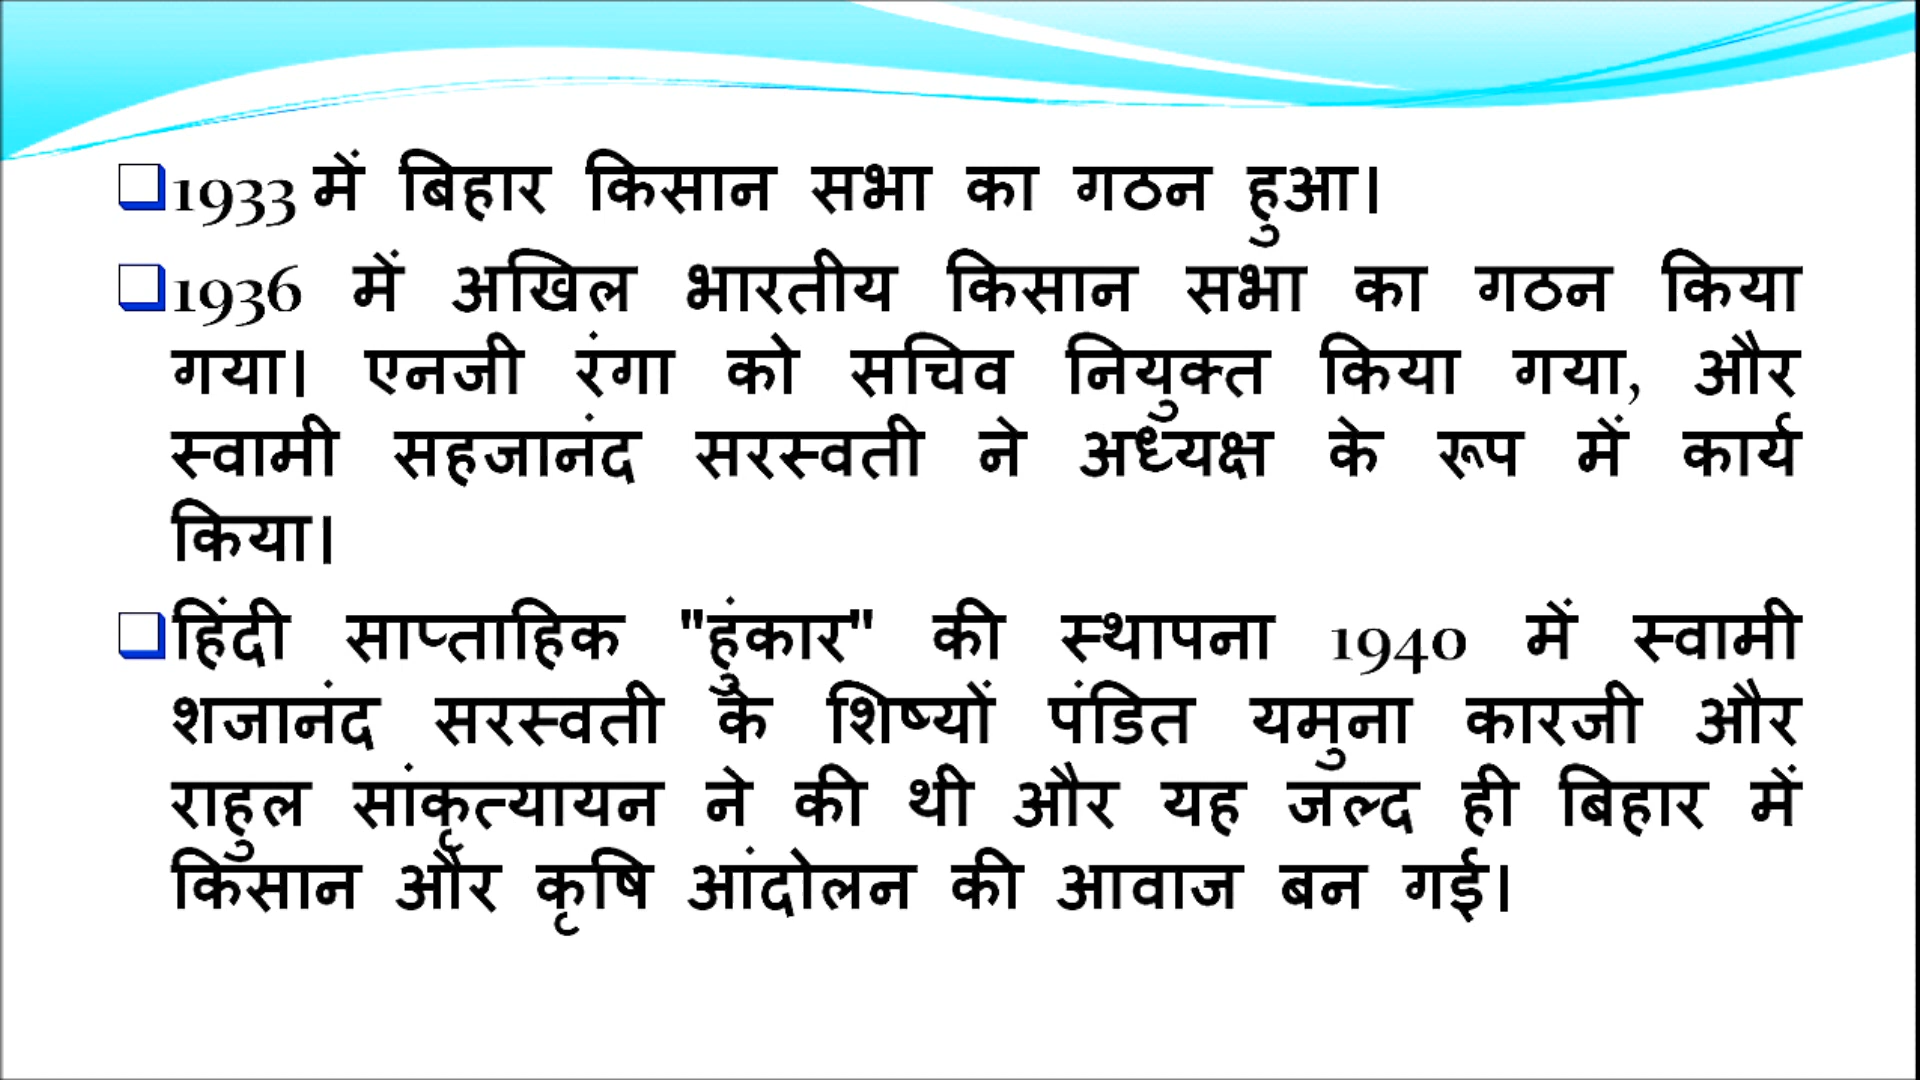 1933 में बिहार किसान सभा का गठन हुआ।
1936 में अखिल भारतीय किसान सभा का गठन किया
गया। एनजी रंगा को सचिव नियुक्त किया गया, और
स्वामी सहजानंद सरस्वती ने अध्यक्ष के रूप में कार्य
किया।
हिंदी साप्ताहिक "हुंकार" की स्थापना 1940 में स्वामी
शजानंद सरस्वती के शिष्यों पंडित यमुना कारजी और
राहुल सांकृत्यायन ने की थी और यह जल्द ही बिहार में
किसान और कृषि आंदोलन की आवाज बन गई।